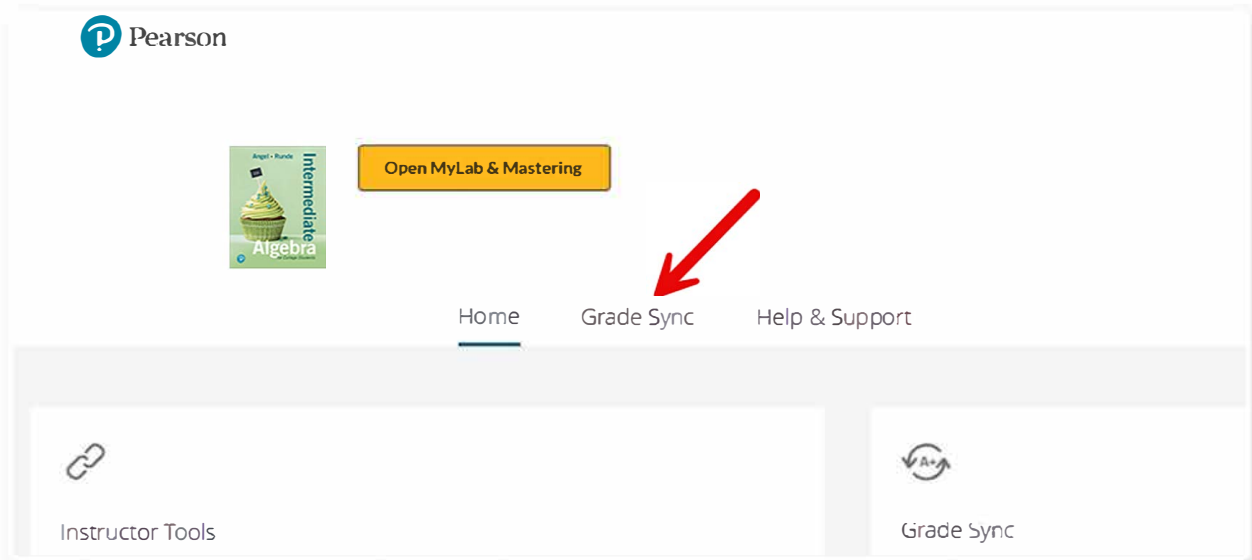 Pearson
Angel • Runde
Intermediate
Algebra
Open MyLab & Mastering
Home Grade Sync Help & Support
A+
Instructor Tools
Grade Sync